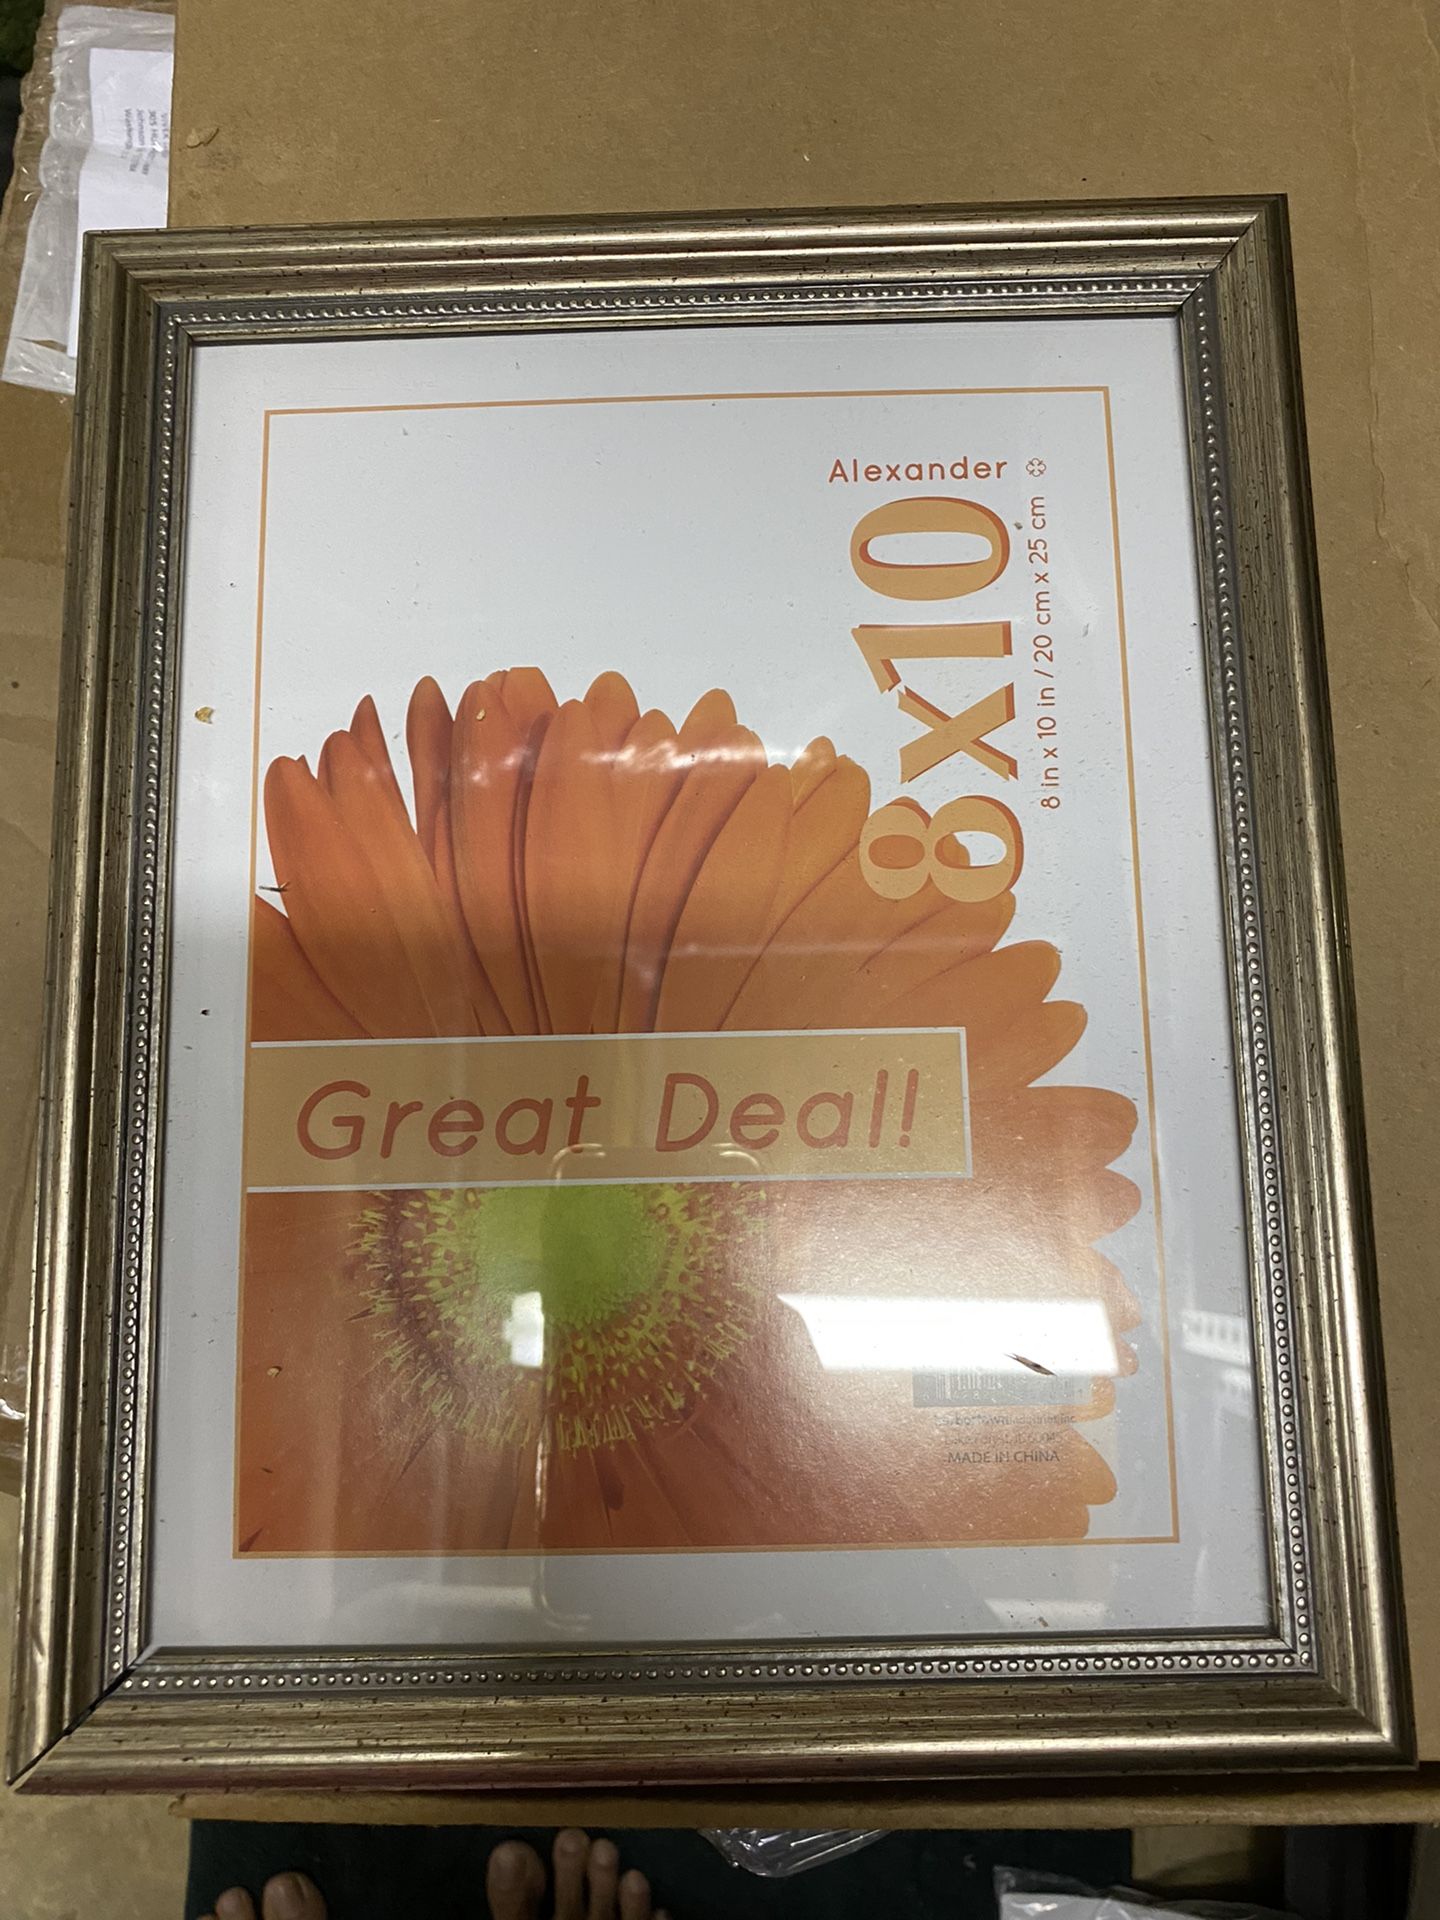 Alexander
8x10
8 in x 10 in / 20 cm x 25 cm
Great Deal!
MADE IN CHINA